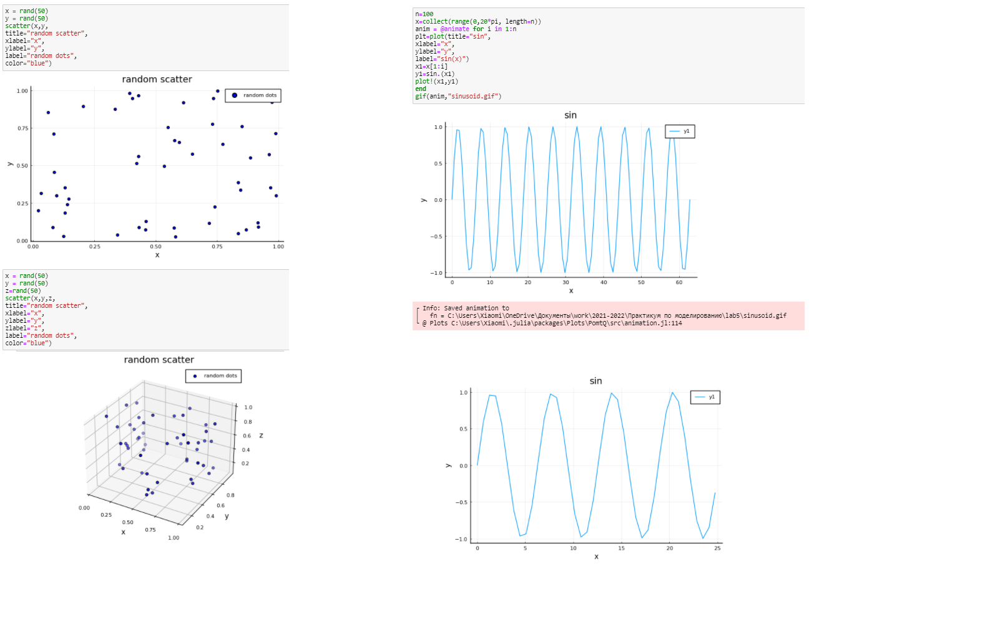 x = rand(50)
y = rand(50)
scatter(x,y,
title="random scatter",
xlabel="x",
ylabel="y",
label="random dots",
color="blue")
random scatter
random dots
1.00
0.75
0.50
0.25
0.00
y
0.00 0.25 0.50 0.75 1.00
x
x = rand(50)
y = rand(50)
z=rand(50)
scatter(x,y,z,
title="random scatter",
xlabel="x",
ylabel="y",
zlabel="z",
label="random dots",
color="blue")
random scatter
random dots
1.0
0.8
0.6
0.4
0.2
z
0.8
0.6
0.4
0.2
y
0.00
0.25
0.50
0.75
1.00
x
n=100
x=collect(range(0,20*pi, length=n))
anim = @animate for i in 1:n
plt=plot(title="sin",
xlabel="x",
ylabel="y",
label="sin(x)")
x1=x[1:i]
y1=sin.(x1)
plot!(x1,y1)
end
gif(anim,"sinusoid.gif")
sin
y1
1.0
0.5
0.0
−0.5
−1.0
y
0 10 20 30 40 50 60
x
Info: Saved animation to
fn = C:\Users\Xiaomi\OneDrive\Документы\work\2021-2022\Практикум по моделированию\lab5\sinusoid.gif
@ Plots C:\Users\Xiaomi\.julia\packages\Plots\PomtQ\src\animation.jl:114
sin
y1
1.0
0.5
0.0
−0.5
−1.0
y
0 5 10 15 20 25
x